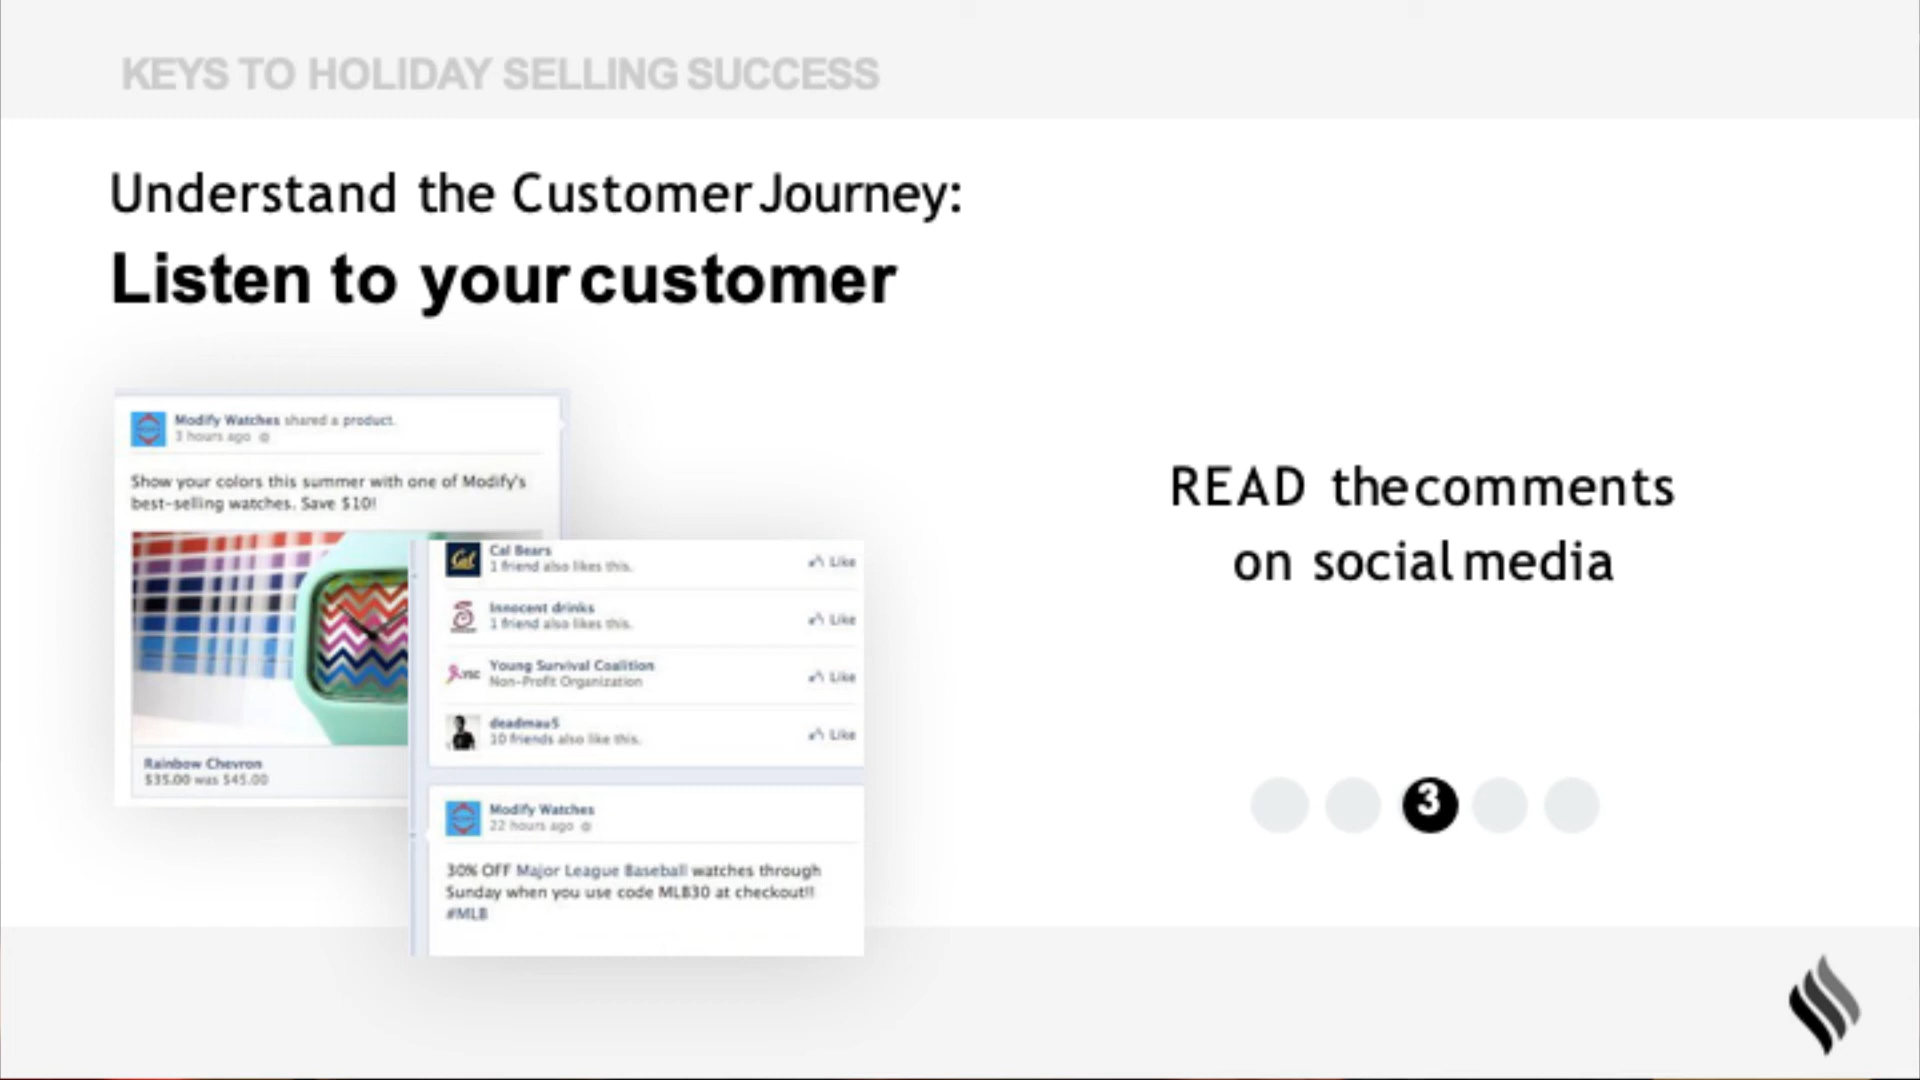 KEYS TO HOLIDAY SELLING SUCCESS
Understand the Customer Journey:
Listen to your customer
Modify Watches shared a product.
3 hours ago
Show your colors this summer with one of Modify's
best-selling watches. Save $10!
Rainbow Chevron
$35.00 was $45.00
Cal
Cal Bears
1 friend also likes this.
Like
Innocent drinks
1 friend also likes this.
Like
YSC
Young Survival Coalition
Non-Profit Organization
Like
deadmau5
10 friends also like this.
Like
Modify Watches
22 hours ago
30% OFF Major League Baseball watches through
Sunday when you use code MLB30 at checkout!!
#MLB
READ the comments
on social media
3